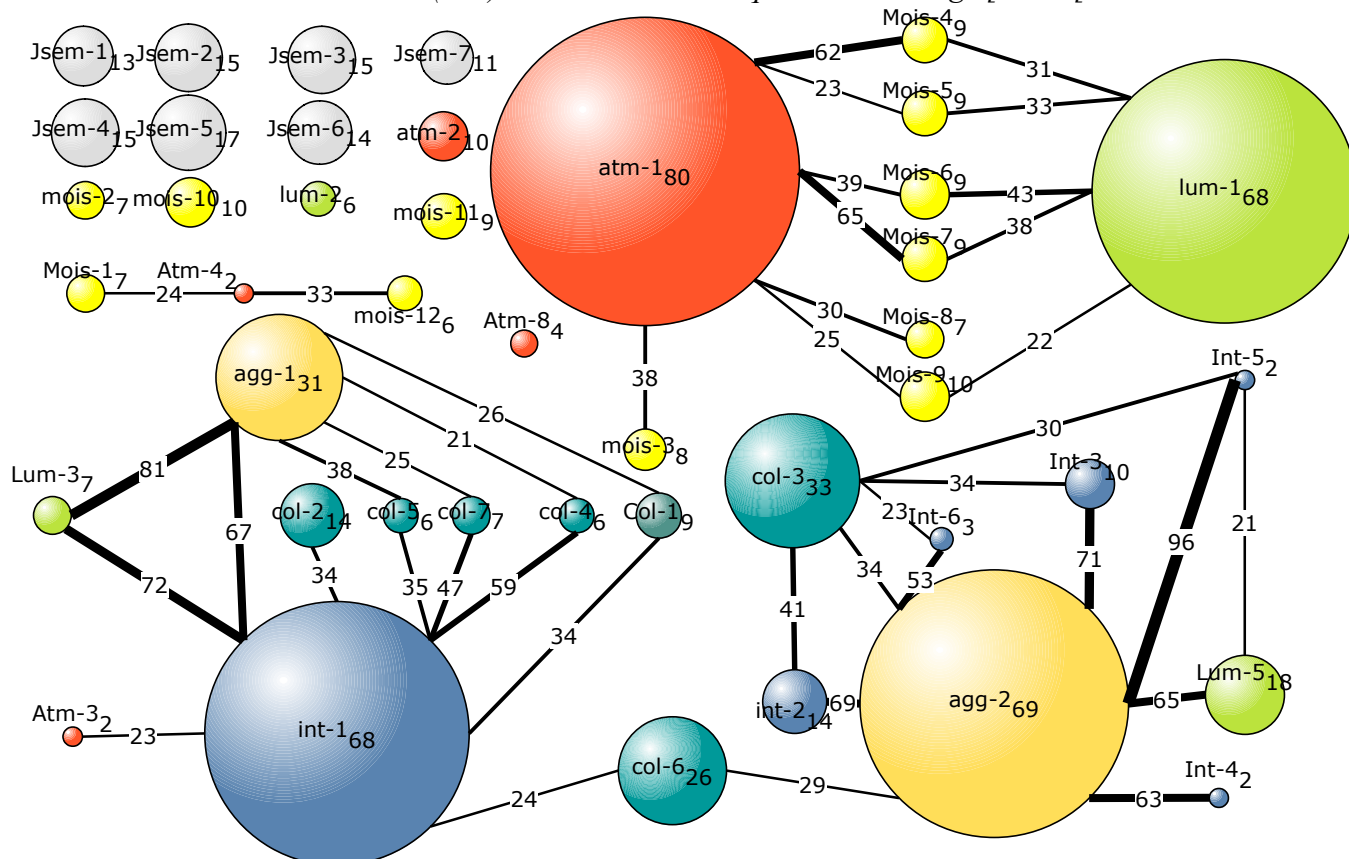 Jsem-1 13
Jsem-2 15
Jsem-3 15
Jsem-7 11
Mois-4 9
62
31
23
Mois-5 9
33
Jsem-4 15
Jsem-5 17
Jsem-6 14
atm-2 10
atm-1 80
39
Mois-6 9
43
lum-1 68
mois-2 7
mois-10 10
lum-2 6
mois-11 9
65
38
Mois-7 9
Mois-1 7
24
Atm-4 2
33
mois-12 6
Atm-8 4
30
Mois-8 7
25
22
Mois-9 10
Int-5 2
agg-1 31
38
26
21
30
mois-3 8
Lum-3 7
81
38
25
col-3 33
34
Int-3 10
67
col-2 14
col-5 6
col-7 7
col-4 6
Col-1 9
23
Int-6 3
96
21
72
34
35
47
59
34
53
71
34
41
Lum-5 18
Atm-3 2
23
int-1 68
int-2 14
69
agg-2 69
65
col-6 26
24
29
63
Int-4 2